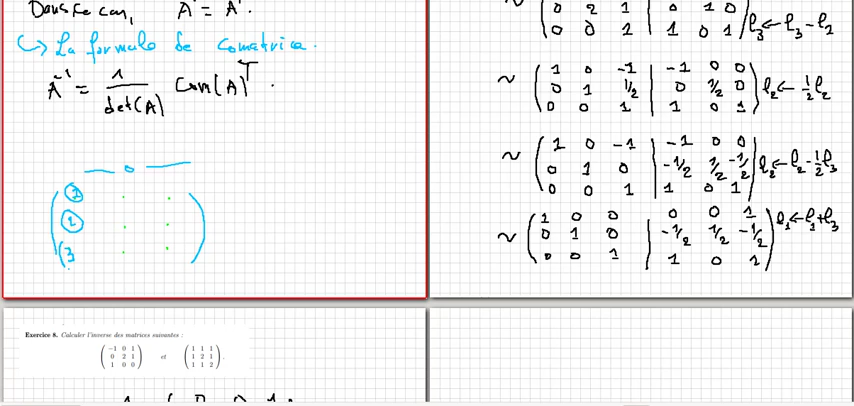 Dans ce cas, A' = A'.
↪ La formule de comatrice.
A⁻¹ = 1/det(A) Com(A)ᵀ.
— 0 —
( 1 . . )
( 2 . . )
( 3 . . )
~ ( 0 2 1 | 0 1 0 )
( 0 0 1 | 1 0 1 ) l₃ ← l₃ - l₂
~ ( 1 0 -1 | -1 0 0 )
( 0 1 1/2 | 0 1/2 0 ) l₂ ← 1/2 l₂
( 0 0 1 | 1 0 1 )
~ ( 1 0 -1 | -1 0 0 )
( 0 1 0 | -1/2 1/2 -1/2 ) l₂ ← l₂ - 1/2 l₃
( 0 0 1 | 1 0 1 )
~ ( 1 0 0 | 0 0 1 ) l₁ ← l₁ + l₃
( 0 1 0 | -1/2 1/2 -1/2 )
( 0 0 1 | 1 0 1 )
Exercice 8. Calculer l'inverse des matrices suivantes :
( -1 0 1 ) ( 1 1 1 )
( 0 2 1 ) et ( 1 2 1 ) .
( 1 0 0 ) ( 1 1 2 )